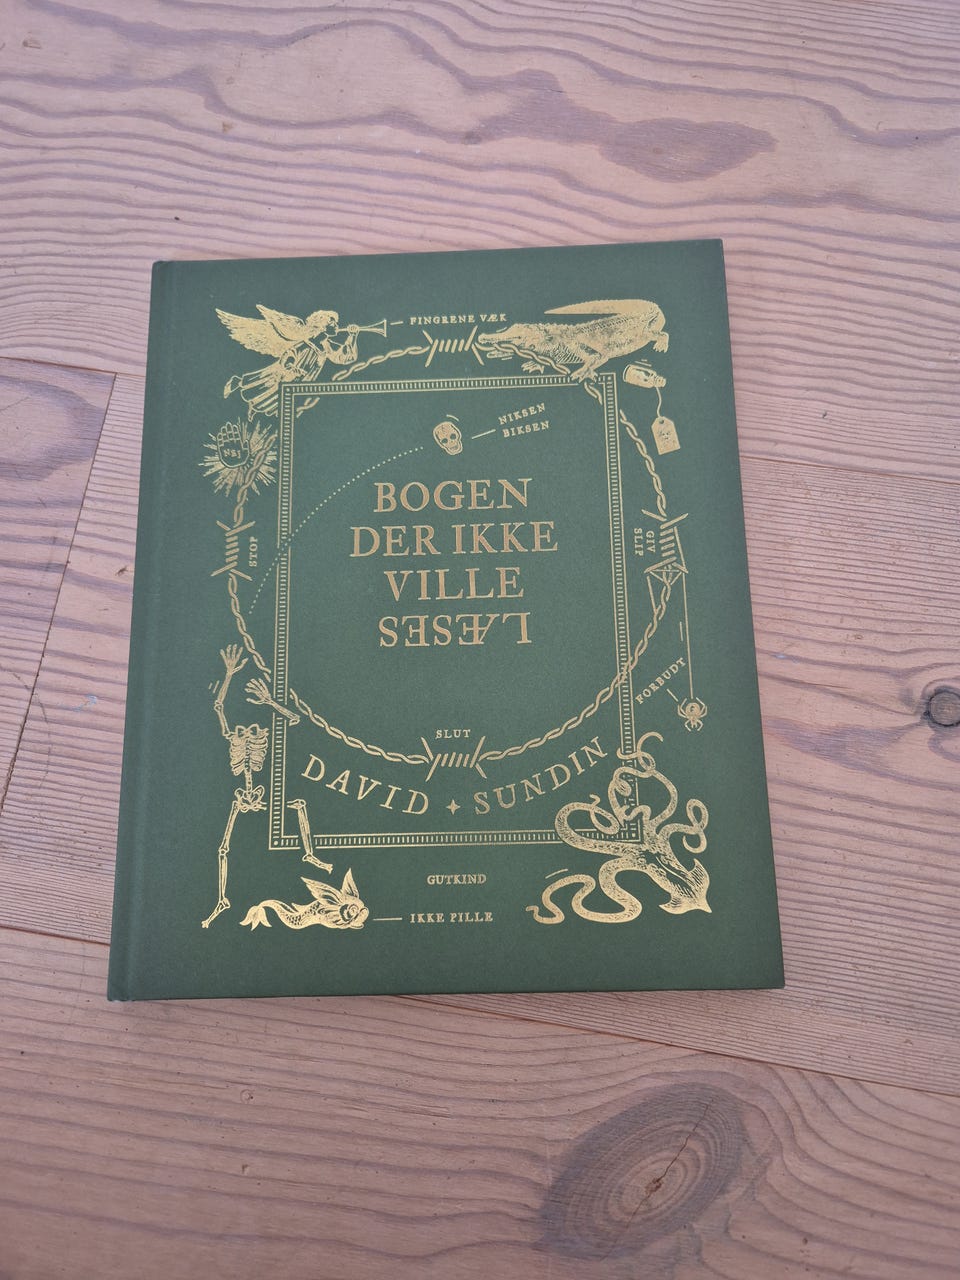 FINGRENE VÆK
NIKSEN
BIKSEN
NEJ
BOGEN
DER IKKE
VILLE
LÆSES
STOP
GIV
SLIP
FORBUDT
SLUT
DAVID ✦ SUNDIN
GUTKIND
IKKE PILLE